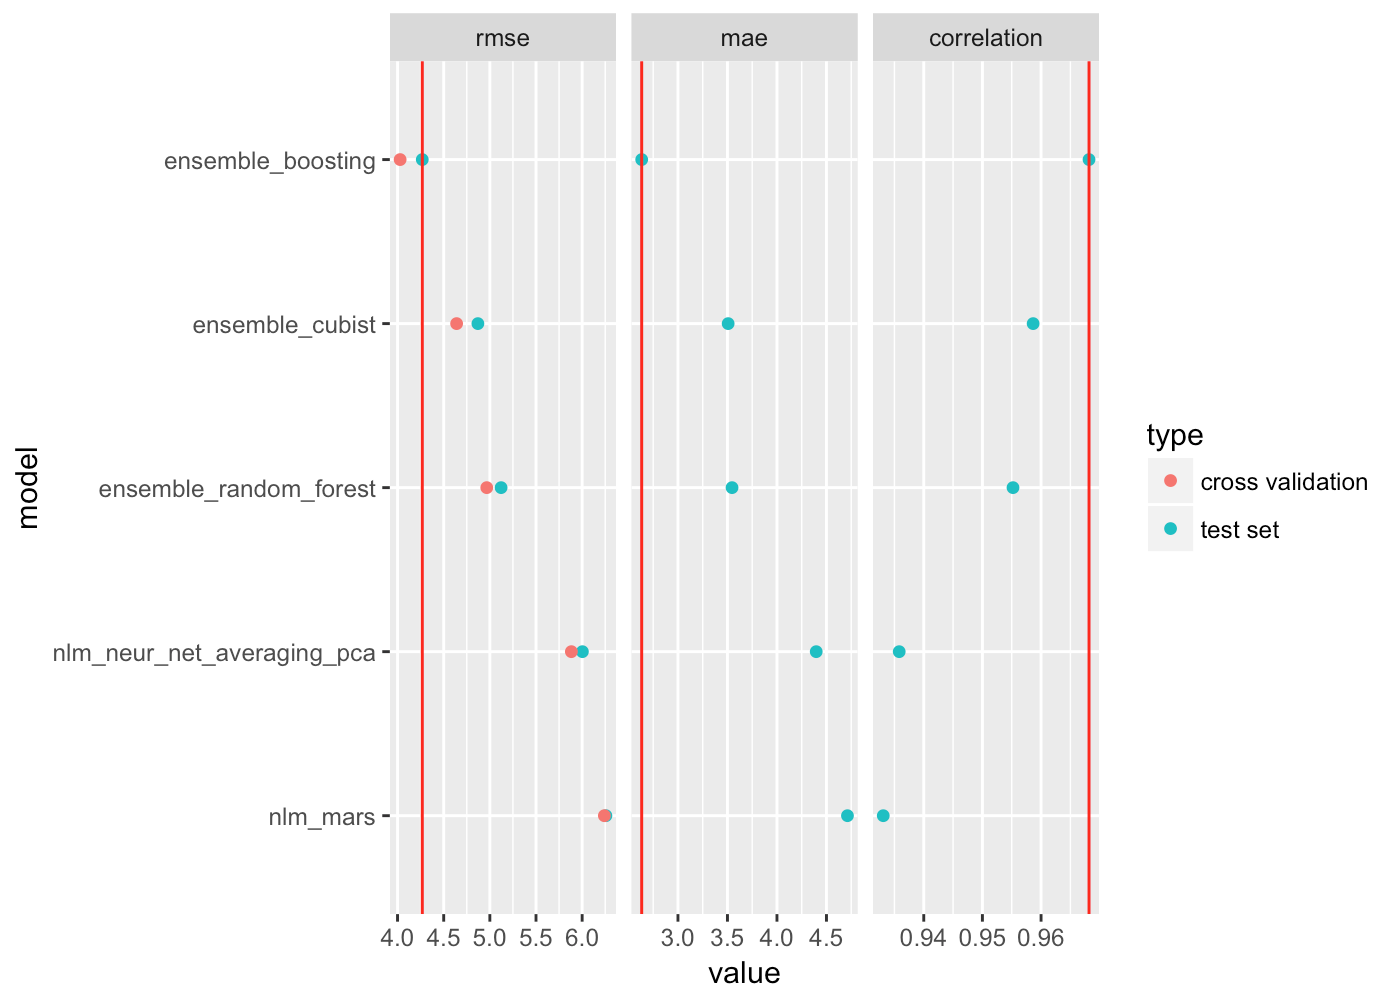 rmse mae correlation
ensemble_boosting
ensemble_cubist
ensemble_random_forest
nlm_neur_net_averaging_pca
nlm_mars
model
4.0 4.5 5.0 5.5 6.0 3.0 3.5 4.0 4.5 0.94 0.95 0.96
value
type
cross validation
test set